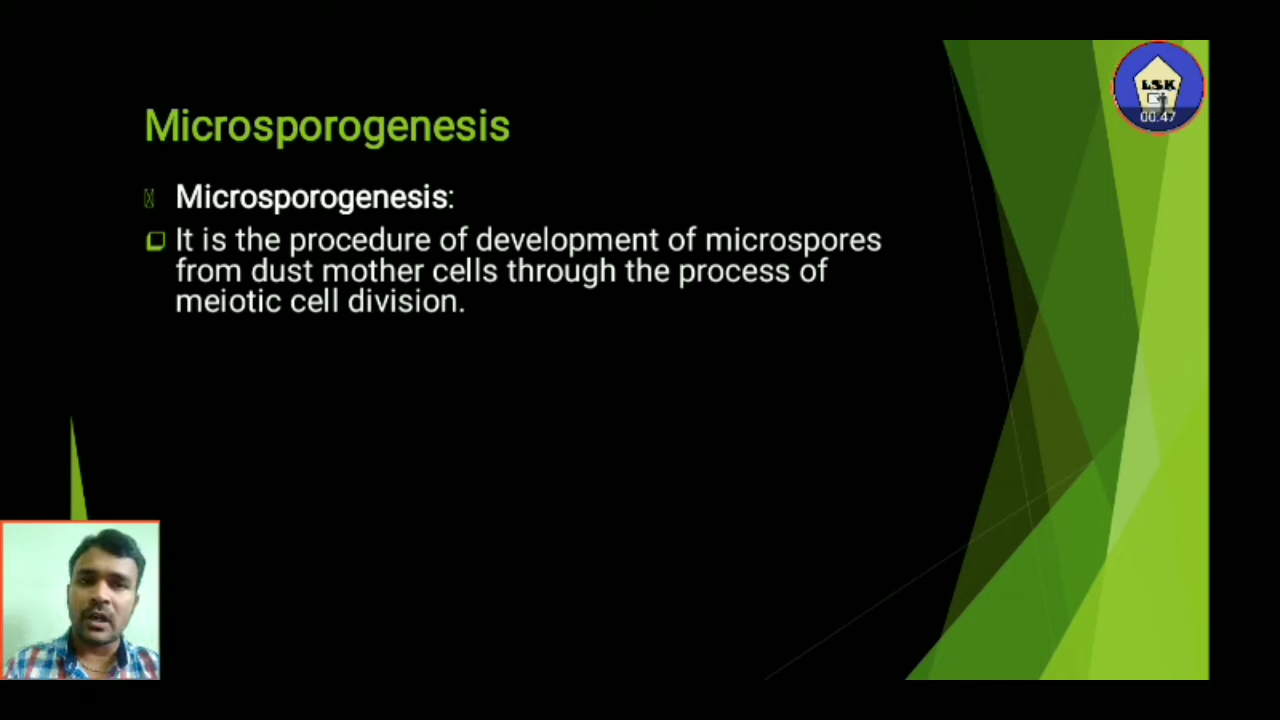 LSK
00:47
Microsporogenesis
Microsporogenesis:
It is the procedure of development of microspores
from dust mother cells through the process of
meiotic cell division.